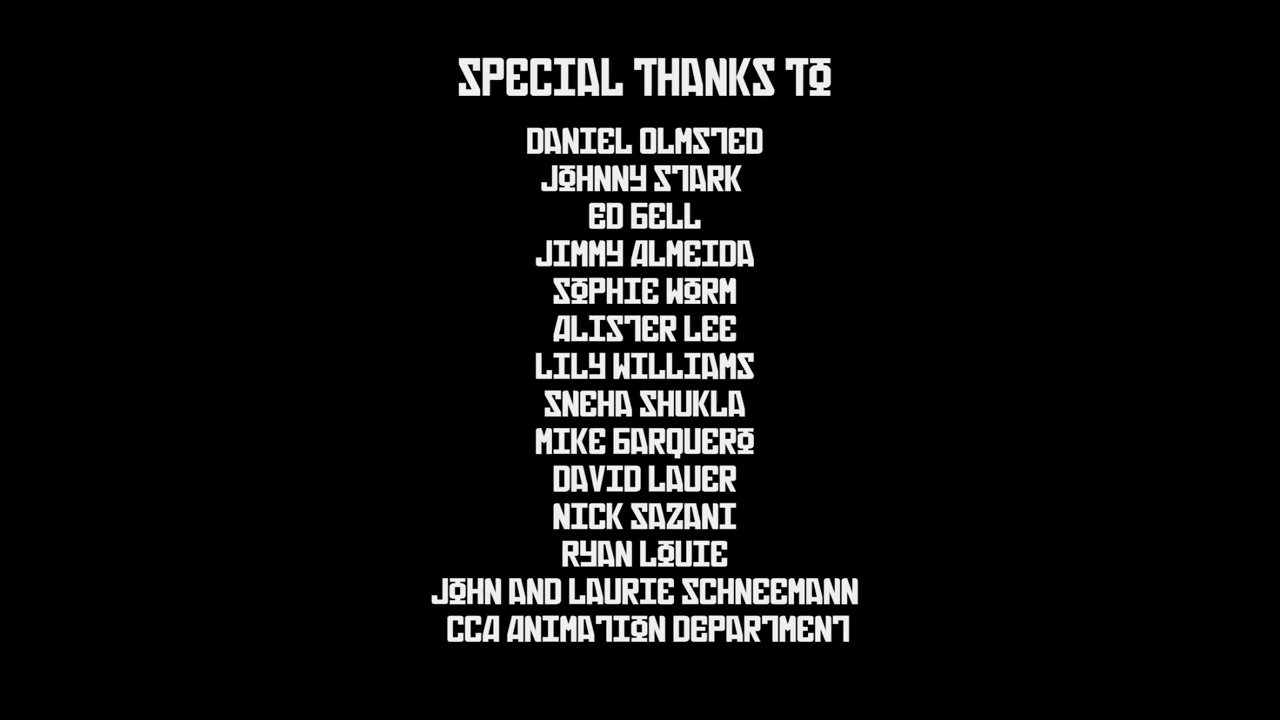 SPECIAL THANKS TO
DANIEL OLMSTED
JOHNNY STARK
ED BELL
JIMMY ALMEIDA
SOPHIE WORM
ALISTER LEE
LILY WILLIAMS
SNEHA SHUKLA
MIKE BARQUERO
DAVID LAUER
NICK SAZANI
RYAN LOUIE
JOHN AND LAURIE SCHNEEMANN
CCA ANIMATION DEPARTMENT